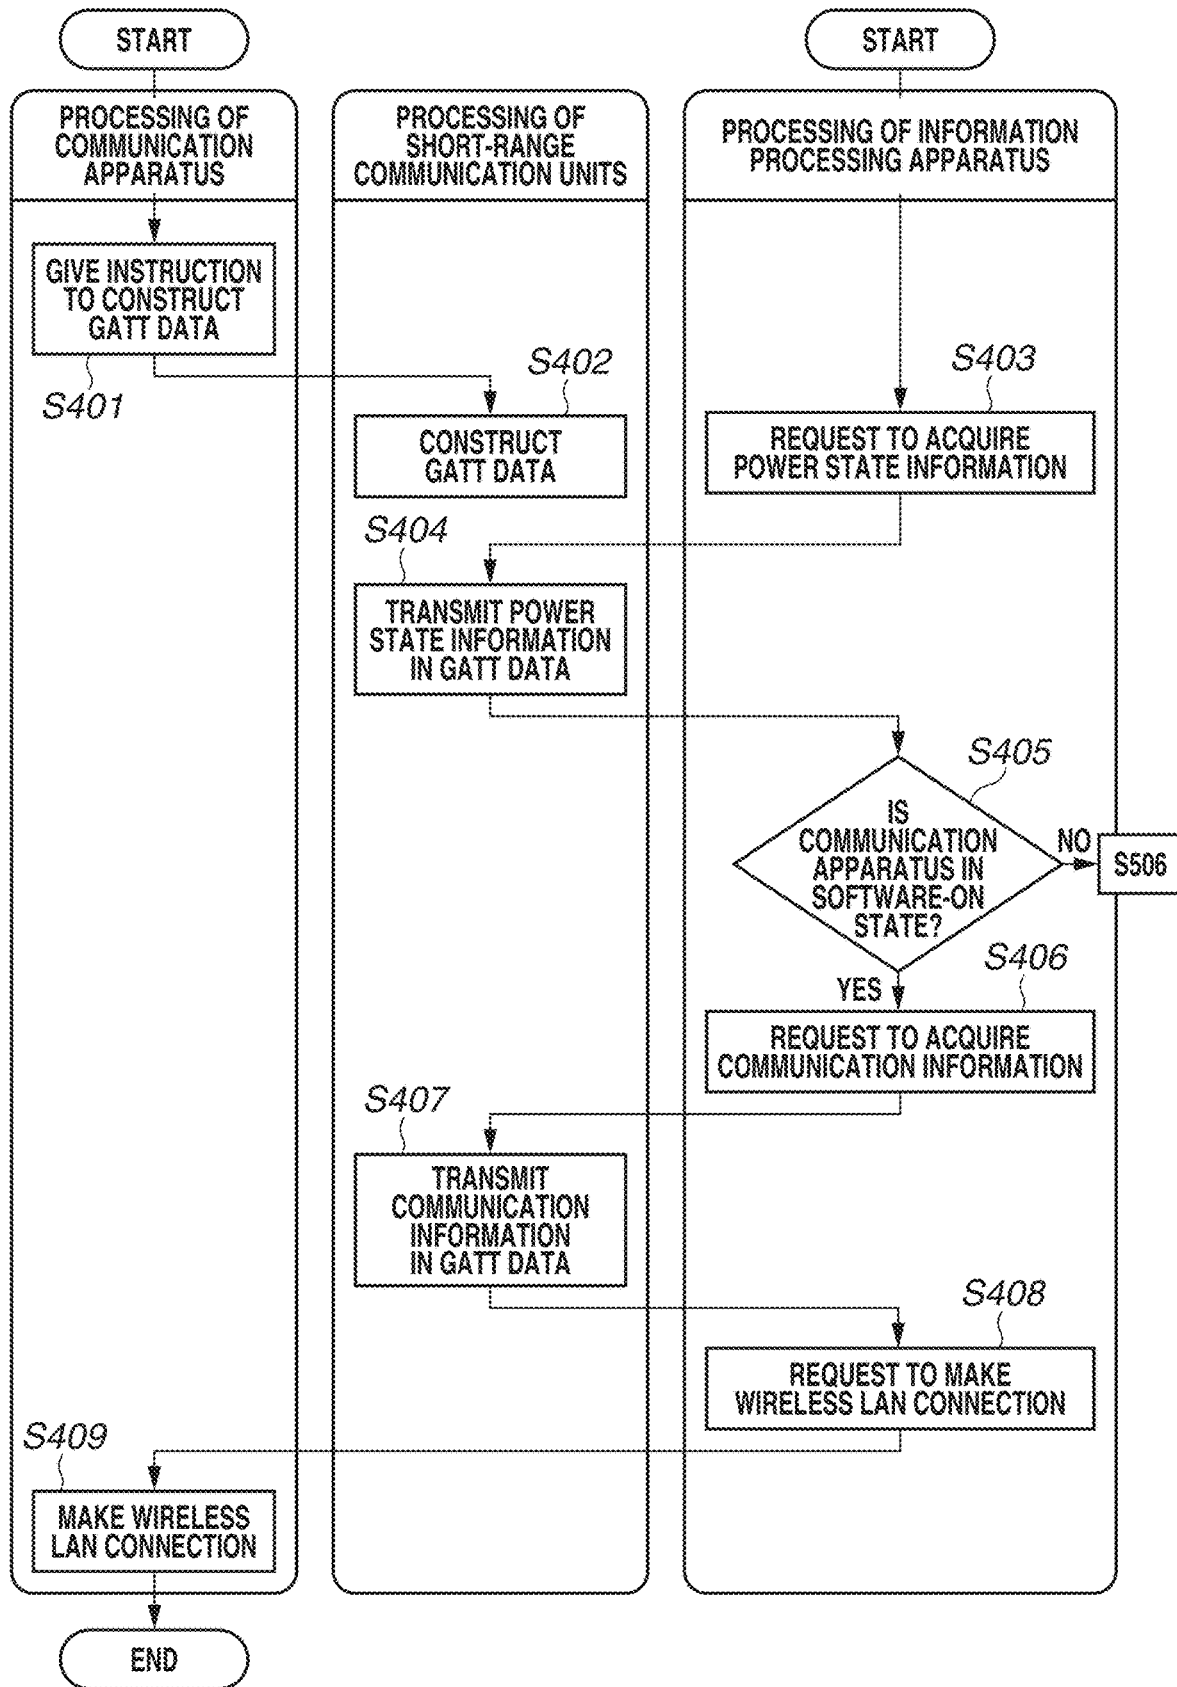 START
START
PROCESSING OF
COMMUNICATION
APPARATUS
PROCESSING OF
SHORT-RANGE
COMMUNICATION UNITS
PROCESSING OF INFORMATION
PROCESSING APPARATUS
GIVE INSTRUCTION
TO CONSTRUCT
GATT DATA
S401
S402
CONSTRUCT
GATT DATA
S403
REQUEST TO ACQUIRE
POWER STATE INFORMATION
S404
TRANSMIT POWER
STATE INFORMATION
IN GATT DATA
S405
IS
COMMUNICATION
APPARATUS IN
SOFTWARE-ON
STATE?
NO
S506
YES
S406
REQUEST TO ACQUIRE
COMMUNICATION INFORMATION
S407
TRANSMIT
COMMUNICATION
INFORMATION
IN GATT DATA
S408
REQUEST TO MAKE
WIRELESS LAN CONNECTION
S409
MAKE WIRELESS
LAN CONNECTION
END